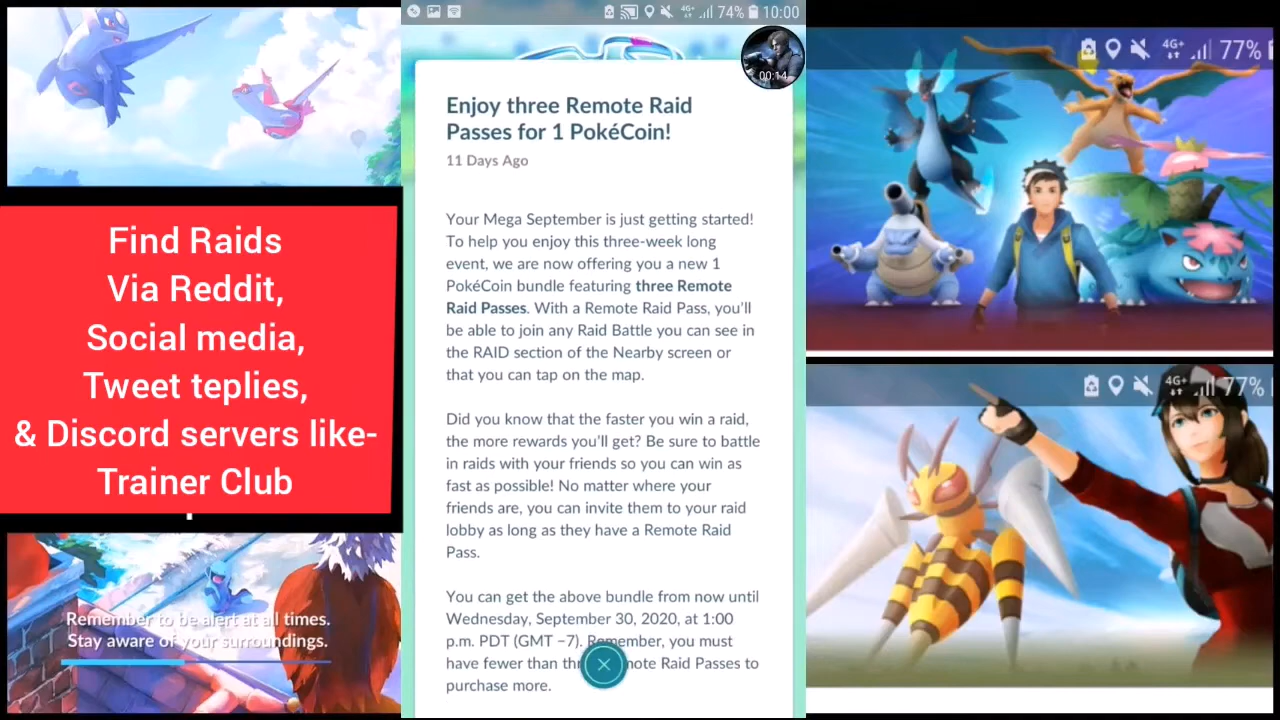 Find Raids
Via Reddit,
Social media,
Tweet teplies,
& Discord servers like-
Trainer Club
Remember to be alert at all times.
Stay aware of your surroundings.
4G+ 74% 10:00
00:14
Enjoy three Remote Raid
Passes for 1 PokéCoin!
11 Days Ago
Your Mega September is just getting started!
To help you enjoy this three-week long
event, we are now offering you a new 1
PokéCoin bundle featuring three Remote
Raid Passes. With a Remote Raid Pass, you'll
be able to join any Raid Battle you can see in
the RAID section of the Nearby screen or
that you can tap on the map.
Did you know that the faster you win a raid,
the more rewards you'll get? Be sure to battle
in raids with your friends so you can win as
fast as possible! No matter where your
friends are, you can invite them to your raid
lobby as long as they have a Remote Raid
Pass.
You can get the above bundle from now until
Wednesday, September 30, 2020, at 1:00
p.m. PDT (GMT −7). Remember, you must
have fewer than Raid Passes to
purchase more.
4G+ 77%
4G+ 77%